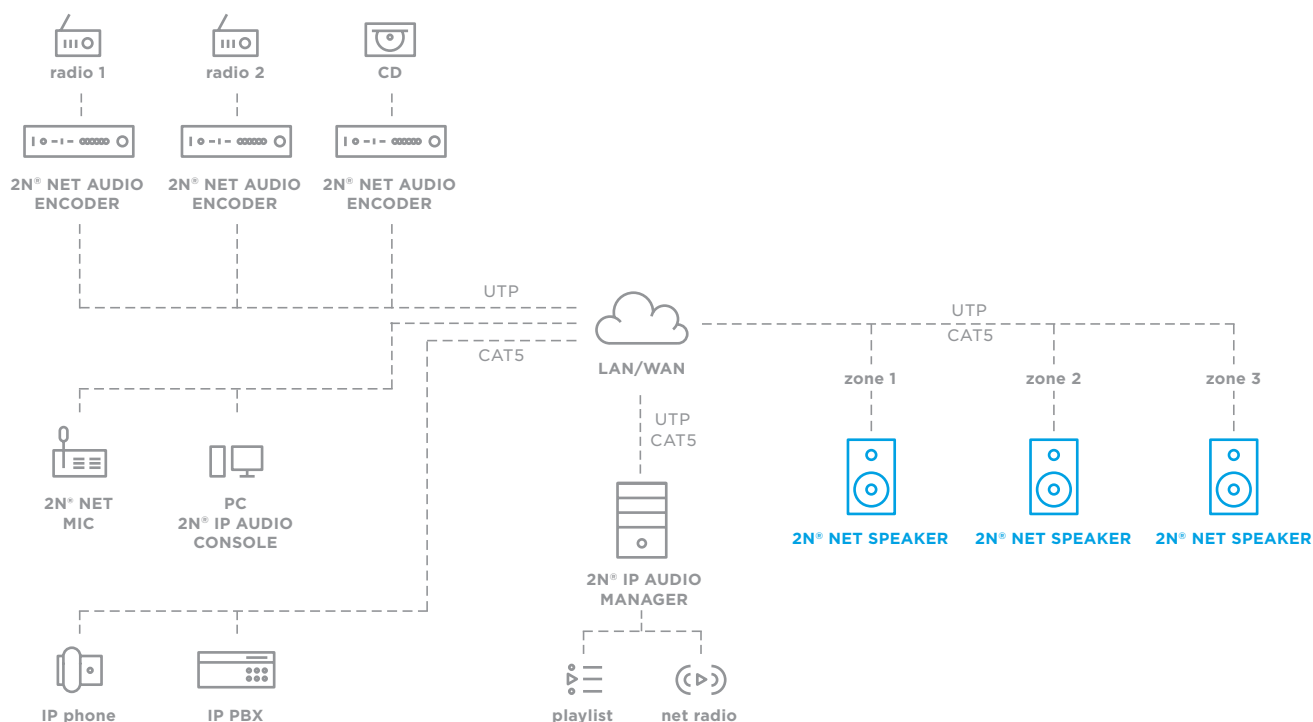 radio 1
radio 2
CD
2N® NET AUDIO
ENCODER
2N® NET AUDIO
ENCODER
2N® NET AUDIO
ENCODER
UTP
CAT5
LAN/WAN
UTP
CAT5
zone 1
zone 2
zone 3
UTP
CAT5
2N® NET
MIC
PC
2N® IP AUDIO
CONSOLE
2N® NET SPEAKER
2N® NET SPEAKER
2N® NET SPEAKER
2N® IP AUDIO
MANAGER
IP phone
IP PBX
playlist
net radio